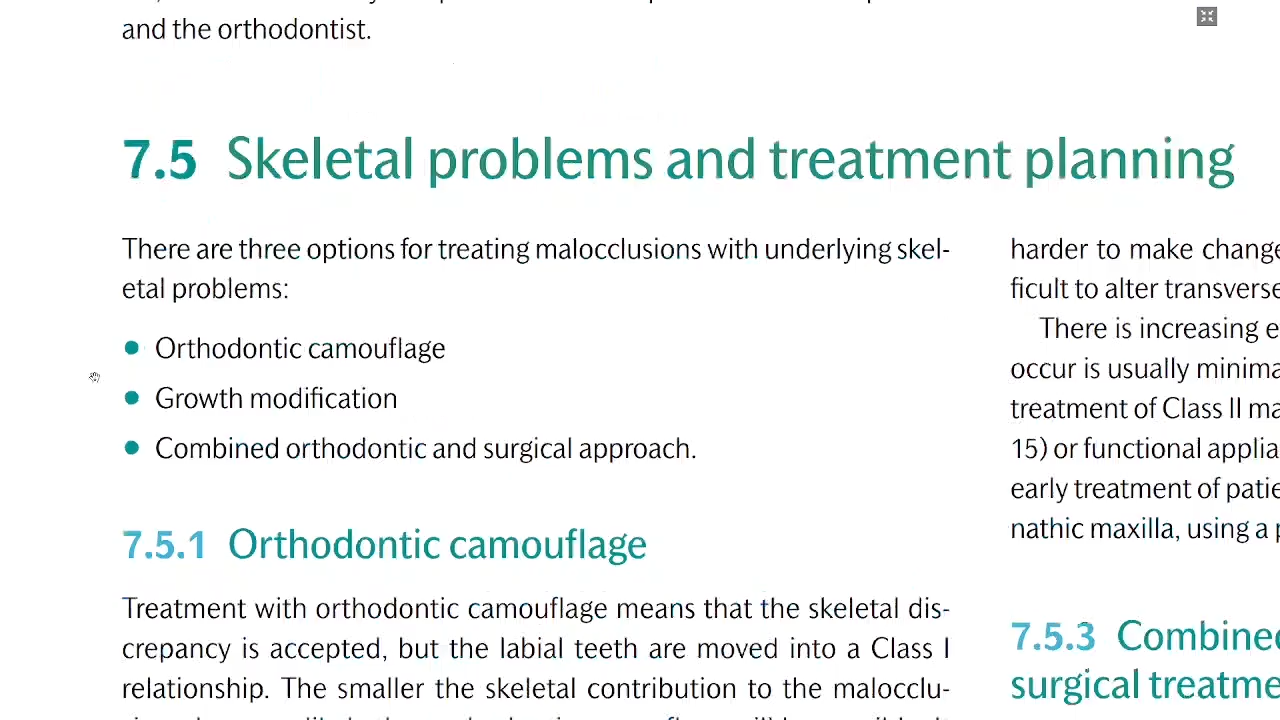 and the orthodontist.
7.5 Skeletal problems and treatment planning
There are three options for treating malocclusions with underlying skel-
etal problems:
• Orthodontic camouflage
• Growth modification
• Combined orthodontic and surgical approach.
7.5.1 Orthodontic camouflage
Treatment with orthodontic camouflage means that the skeletal dis-
crepancy is accepted, but the labial teeth are moved into a Class I
relationship. The smaller the skeletal contribution to the malocclu-
harder to make change
ficult to alter transverse
There is increasing e
occur is usually minima
treatment of Class II ma
15) or functional applia
early treatment of patie
nathic maxilla, using a p
7.5.3 Combined
surgical treatme